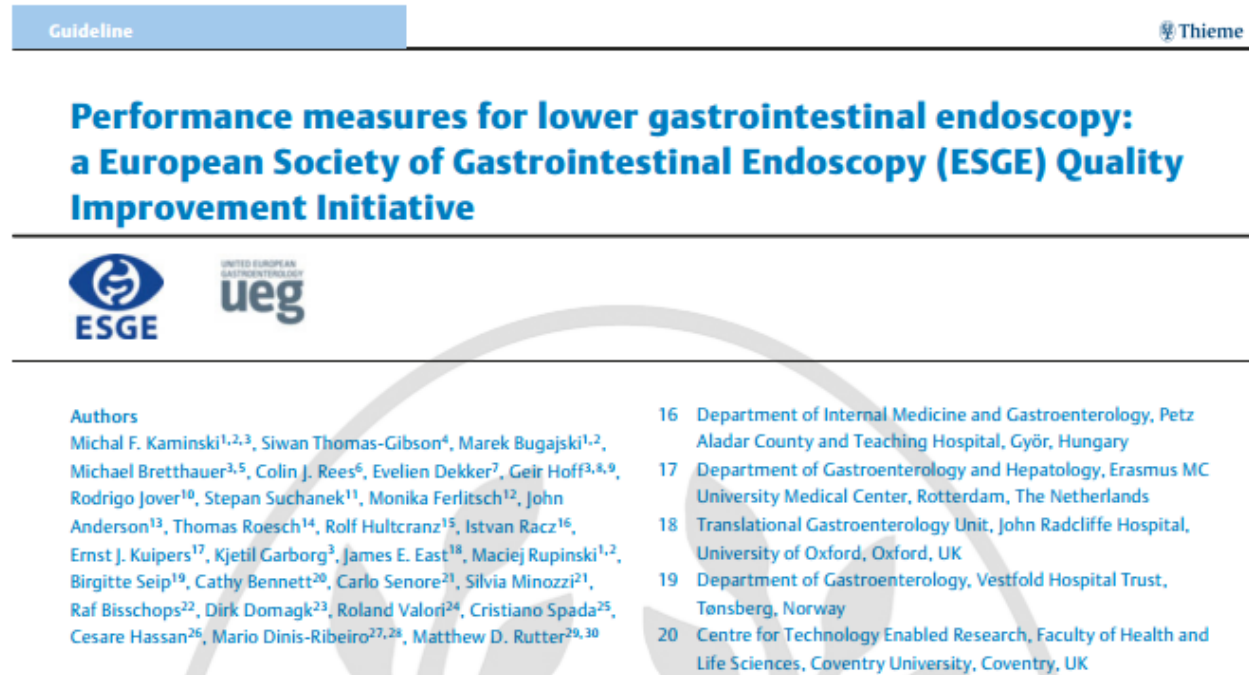 Guideline
Thieme
Performance measures for lower gastrointestinal endoscopy:
a European Society of Gastrointestinal Endoscopy (ESGE) Quality
Improvement Initiative
ESGE
UNITED EUROPEAN
GASTROENTEROLOGY
ueg
Authors
Michal F. Kaminski1,2,3, Siwan Thomas-Gibson4, Marek Bugajski1,2,
Michael Bretthauer3,5, Colin J. Rees6, Evelien Dekker7, Geir Hoff3,8,9,
Rodrigo Jover10, Stepan Suchanek11, Monika Ferlitsch12, John
Anderson13, Thomas Roesch14, Rolf Hultcranz15, Istvan Racz16,
Ernst J. Kuipers17, Kjetil Garborg3, James E. East18, Maciej Rupinski1,2,
Birgitte Seip19, Cathy Bennett20, Carlo Senore21, Silvia Minozzi21,
Raf Bisschops22, Dirk Domagk23, Roland Valori24, Cristiano Spada25,
Cesare Hassan26, Mario Dinis-Ribeiro27,28, Matthew D. Rutter29,30
16 Department of Internal Medicine and Gastroenterology, Petz
Aladar County and Teaching Hospital, Györ, Hungary
17 Department of Gastroenterology and Hepatology, Erasmus MC
University Medical Center, Rotterdam, The Netherlands
18 Translational Gastroenterology Unit, John Radcliffe Hospital,
University of Oxford, Oxford, UK
19 Department of Gastroenterology, Vestfold Hospital Trust,
Tønsberg, Norway
20 Centre for Technology Enabled Research, Faculty of Health and
Life Sciences, Coventry University, Coventry, UK